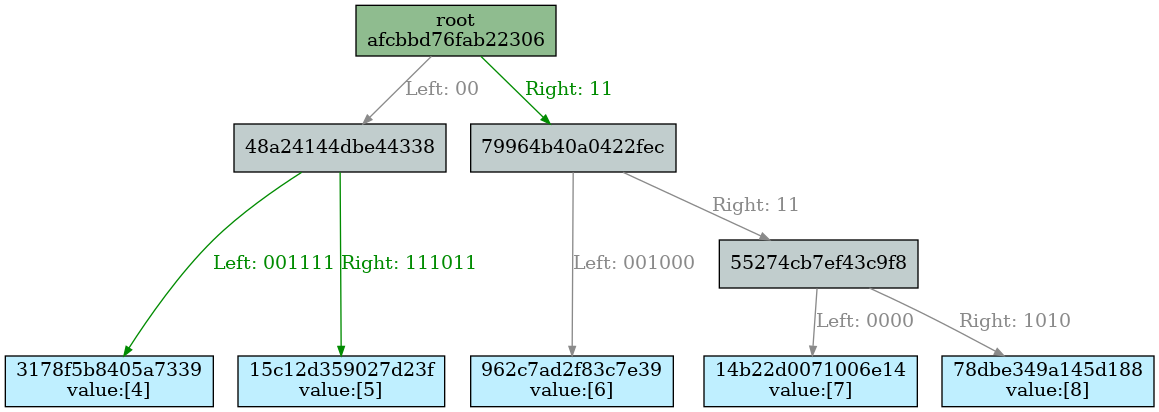 root
afcbbd76fab22306
Left: 00
Right: 11
48a24144dbe44338
79964b40a0422fec
Right: 11
Left: 001111
Right: 111011
Left: 001000
55274cb7ef43c9f8
Left: 0000
Right: 1010
3178f5b8405a7339
value:[4]
15c12d359027d23f
value:[5]
962c7ad2f83c7e39
value:[6]
14b22d0071006e14
value:[7]
78dbe349a145d188
value:[8]